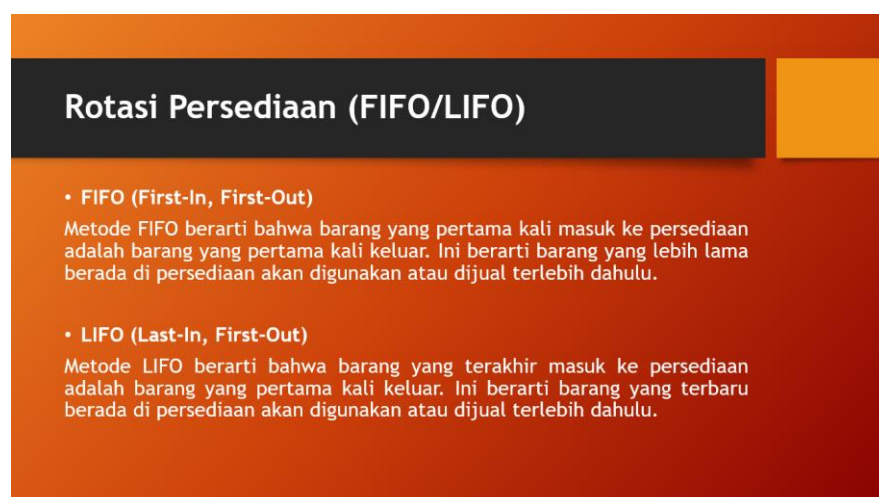 Rotasi Persediaan (FIFO/LIFO)
• FIFO (First-In, First-Out)
Metode FIFO berarti bahwa barang yang pertama kali masuk ke persediaan
adalah barang yang pertama kali keluar. Ini berarti barang yang lebih lama
berada di persediaan akan digunakan atau dijual terlebih dahulu.
• LIFO (Last-In, First-Out)
Metode LIFO berarti bahwa barang yang terakhir masuk ke persediaan
adalah barang yang pertama kali keluar. Ini berarti barang yang terbaru
berada di persediaan akan digunakan atau dijual terlebih dahulu.